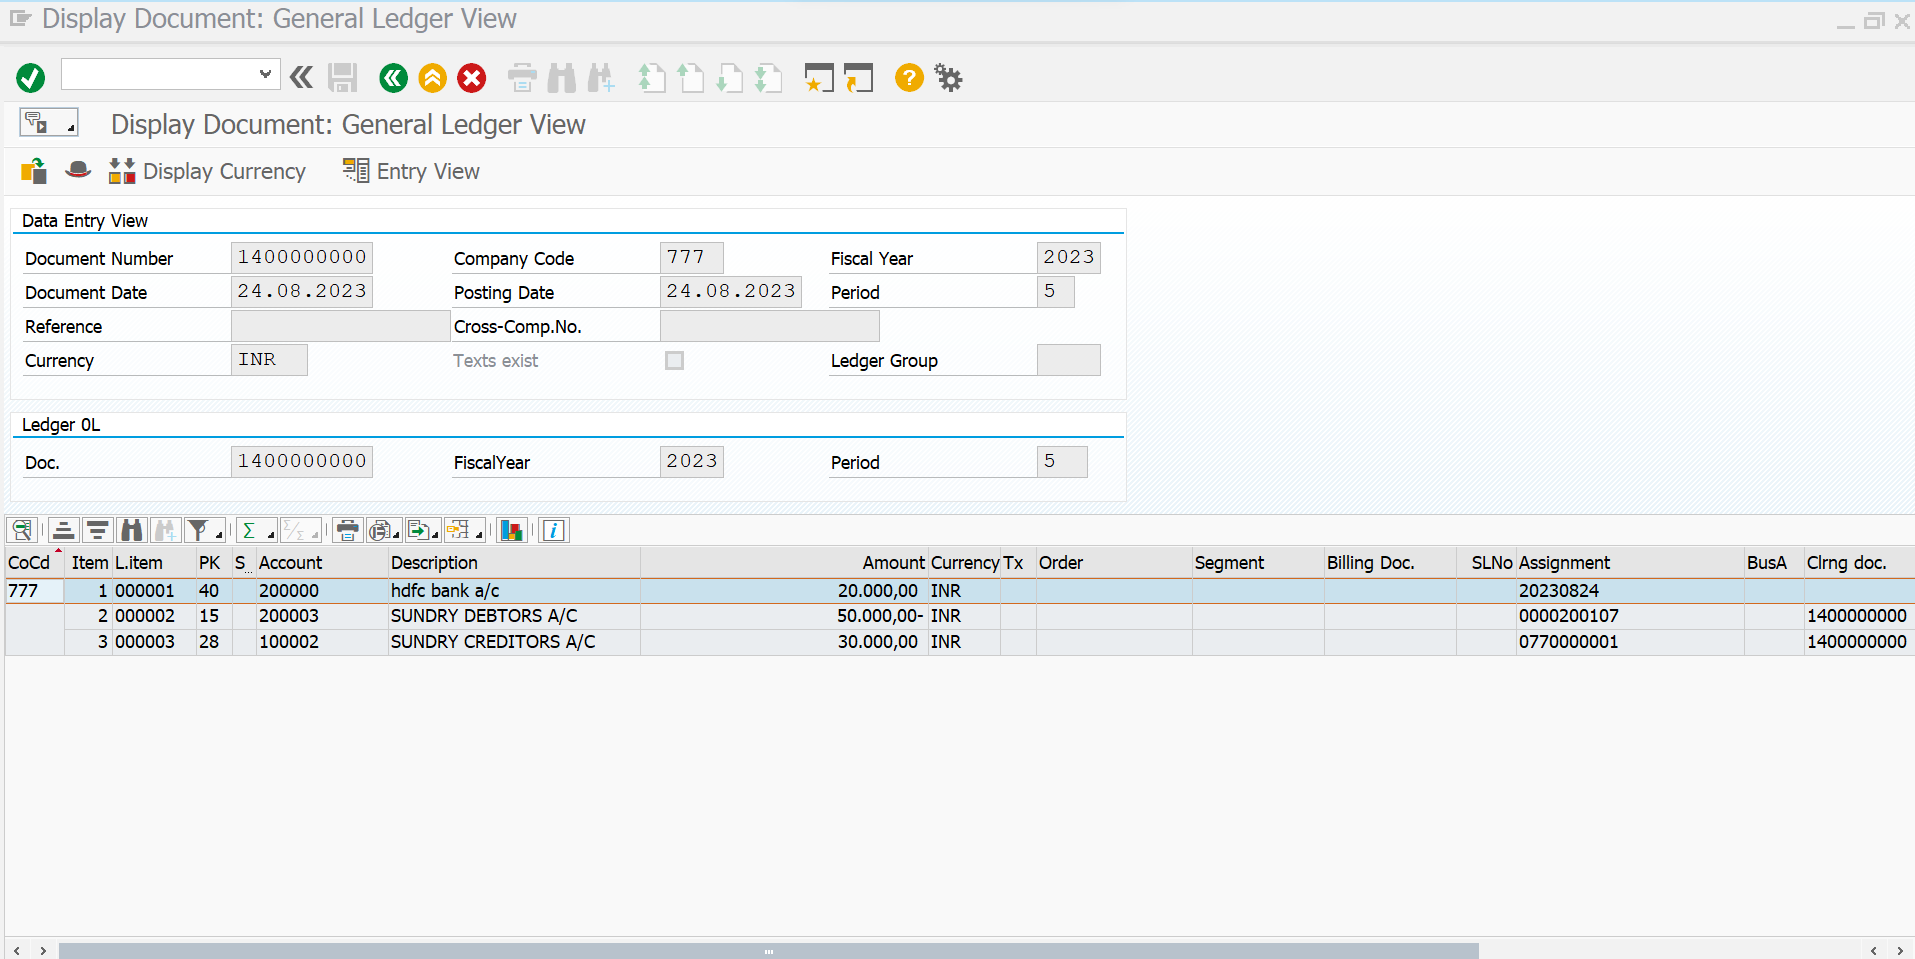 Display Document: General Ledger View
Display Document: General Ledger View
Display Currency Entry View
Data Entry View
Document Number 1400000000 Company Code 777 Fiscal Year 2023
Document Date 24.08.2023 Posting Date 24.08.2023 Period 5
Reference Cross-Comp.No.
Currency INR Texts exist Ledger Group
Ledger 0L
Doc. 1400000000 FiscalYear 2023 Period 5
CoCd Item L.item PK S.. Account Description Amount Currency Tx Order Segment Billing Doc. SLNo Assignment BusA Clrng doc.
777 1 000001 40 200000 hdfc bank a/c 20.000,00 INR 20230824
2 000002 15 200003 SUNDRY DEBTORS A/C 50.000,00- INR 0000200107 1400000000
3 000003 28 100002 SUNDRY CREDITORS A/C 30.000,00 INR 0770000001 1400000000